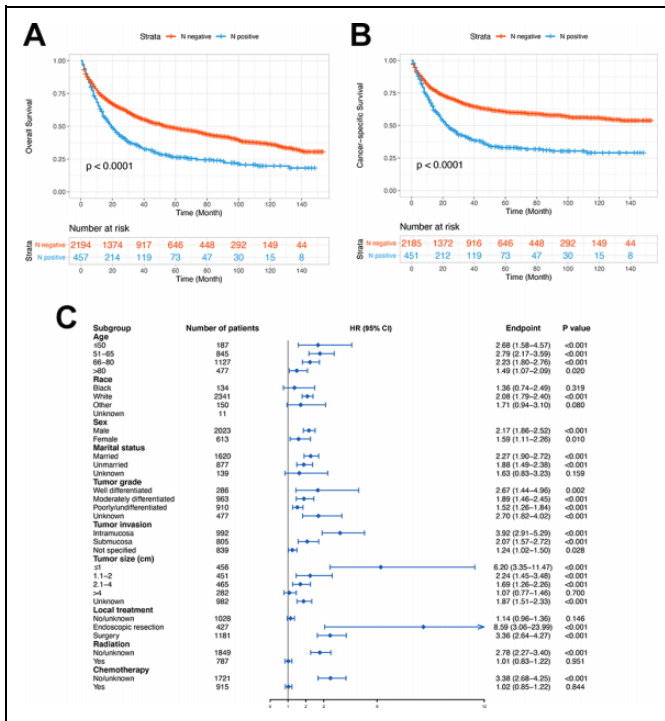 A
Strata N negative N positive
1.00
0.75
0.50
0.25
0.00
Overall Survival
p < 0.0001
0 20 40 60 80 100 120 140
Time (Month)
Number at risk
Strata
N negative 2194 1374 917 646 448 292 149 44
N positive 457 214 119 73 47 30 15 8
0 20 40 60 80 100 120 140
Time (Month)
B
Strata N negative N positive
1.00
0.75
0.50
0.25
0.00
Cancer-specific Survival
p < 0.0001
0 20 40 60 80 100 120 140
Time (Month)
Number at risk
Strata
N negative 2185 1372 916 646 448 292 149 44
N positive 451 212 119 73 47 30 15 8
0 20 40 60 80 100 120 140
Time (Month)
C
Subgroup Number of patients HR (95% CI) Endpoint P value
Age
≤50 187 2.68 (1.58–4.57) <0.001
51–65 845 2.79 (2.17–3.59) <0.001
66–80 1127 2.23 (1.80–2.76) <0.001
>80 477 1.49 (1.07–2.09) 0.020
Race
Black 134 1.36 (0.74–2.49) 0.319
White 2341 2.08 (1.79–2.40) <0.001
Other 150 1.71 (0.94–3.10) 0.080
Unknown 11
Sex
Male 2023 2.17 (1.86–2.52) <0.001
Female 613 1.59 (1.11–2.26) 0.010
Marital status
Married 1620 2.27 (1.90–2.72) <0.001
Unmarried 877 1.88 (1.49–2.38) <0.001
Unknown 139 1.63 (0.83–3.23) 0.159
Tumor grade
Well differentiated 286 2.67 (1.44–4.96) 0.002
Moderately differentiated 963 1.89 (1.46–2.45) <0.001
Poorly/undifferentiated 910 1.52 (1.26–1.84) <0.001
Unknown 477 2.70 (1.82–4.02) <0.001
Tumor invasion
Intramucosa 992 3.92 (2.91–5.29) <0.001
Submucosa 805 2.07 (1.57–2.72) <0.001
Not specified 839 1.24 (1.02–1.50) 0.028
Tumor size (cm)
≤1 456 6.20 (3.35–11.47) <0.001
1.1–2 451 2.24 (1.45–3.48) <0.001
2.1–4 465 1.69 (1.26–2.26) <0.001
>4 282 1.07 (0.77–1.46) 0.700
Unknown 982 1.87 (1.51–2.33) <0.001
Local treatment
No/unknown 1028 1.14 (0.96–1.36) 0.146
Endoscopic resection 427 8.59 (3.06–23.99) <0.001
Surgery 1181 3.36 (2.64–4.27) <0.001
Radiation
No/unknown 1849 2.78 (2.27–3.40) <0.001
Yes 787 1.01 (0.83–1.22) 0.951
Chemotherapy
No/unknown 1721 3.38 (2.68–4.25) <0.001
Yes 915 1.02 (0.85–1.22) 0.844